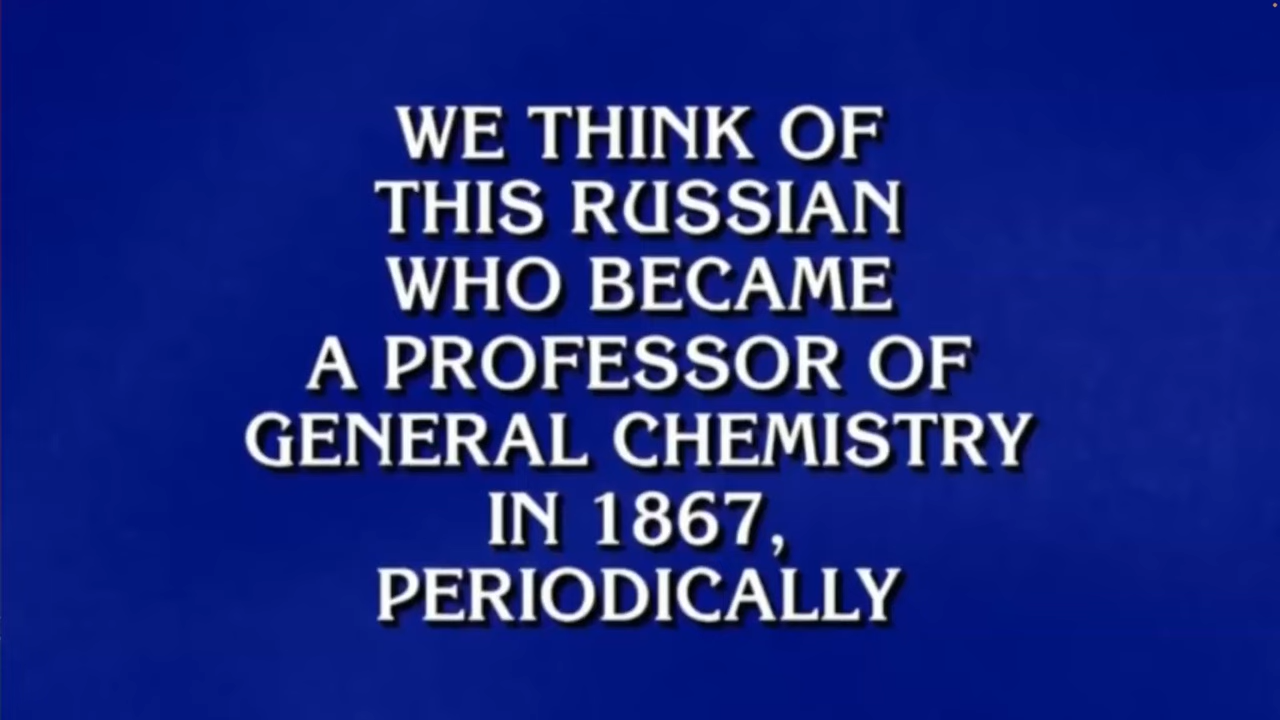 WE THINK OF
THIS RUSSIAN
WHO BECAME
A PROFESSOR OF
GENERAL CHEMISTRY
IN 1867,
PERIODICALLY